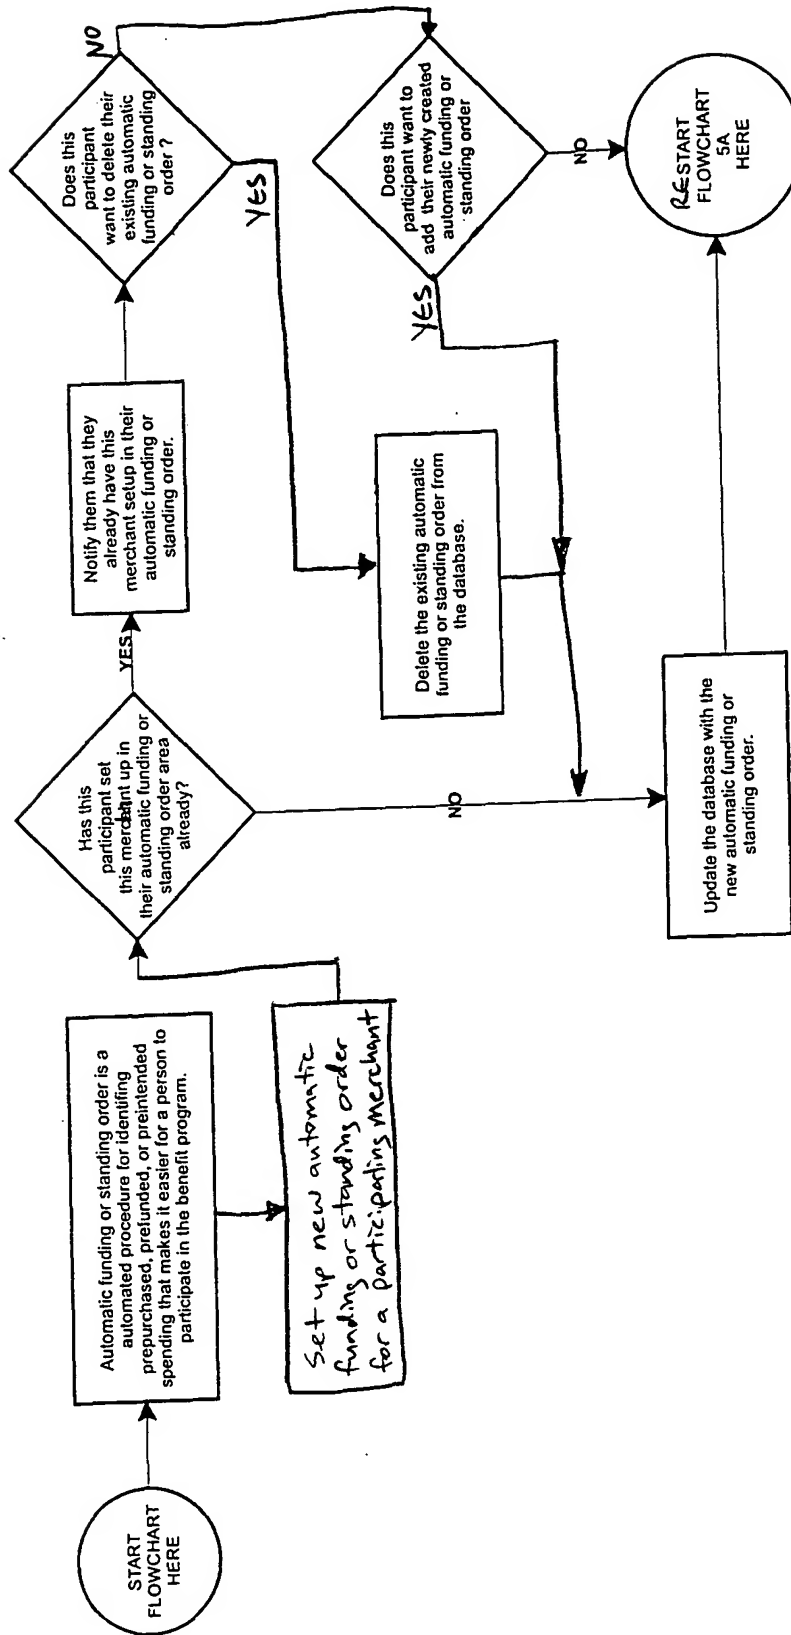 START
FLOWCHART
HERE
Automatic funding or standing order is a
automated procedure for identifing
prepurchased, prefunded, or preintended
spending that makes it easier for a person to
participate in the benefit program.
Set up new automatic
funding or standing order
for a participating merchant
Has this
participant set
this merchant up in
their automatic funding or
standing order area
already?
YES
NO
Notify them that they
already have this
merchant setup in their
automatic funding or
standing order.
Does this
participant
want to delete their
existing automatic
funding or standing
order ?
NO
YES
Delete the existing automatic
funding or standing order from
the database.
Does this
participant want to
add their newly created
automatic funding or
standing order
YES
NO
Update the database with the
new automatic funding or
standing order.
RESTART
FLOWCHART
5A
HERE